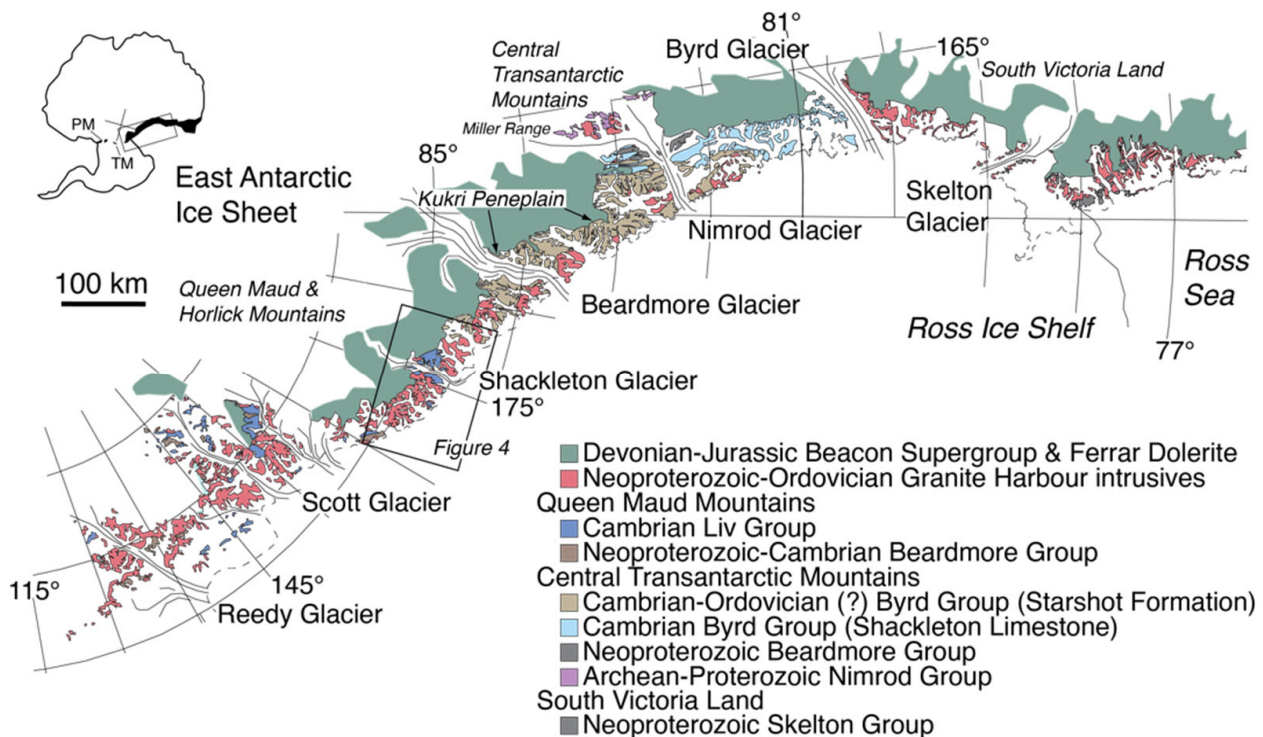 PM
TM
East Antarctic
Ice Sheet
100 km
Queen Maud &
Horlick Mountains
Central
Transantarctic
Mountains
Miller Range
85°
Kukri Peneplain
Byrd Glacier
81°
165°
South Victoria Land
Skelton
Glacier
Nimrod Glacier
Beardmore Glacier
Ross
Sea
Ross Ice Shelf
77°
Shackleton Glacier
175°
Figure 4
Scott Glacier
115°
145°
Reedy Glacier
Devonian-Jurassic Beacon Supergroup & Ferrar Dolerite
Neoproterozoic-Ordovician Granite Harbour intrusives
Queen Maud Mountains
Cambrian Liv Group
Neoproterozoic-Cambrian Beardmore Group
Central Transantarctic Mountains
Cambrian-Ordovician (?) Byrd Group (Starshot Formation)
Cambrian Byrd Group (Shackleton Limestone)
Neoproterozoic Beardmore Group
Archean-Proterozoic Nimrod Group
South Victoria Land
Neoproterozoic Skelton Group